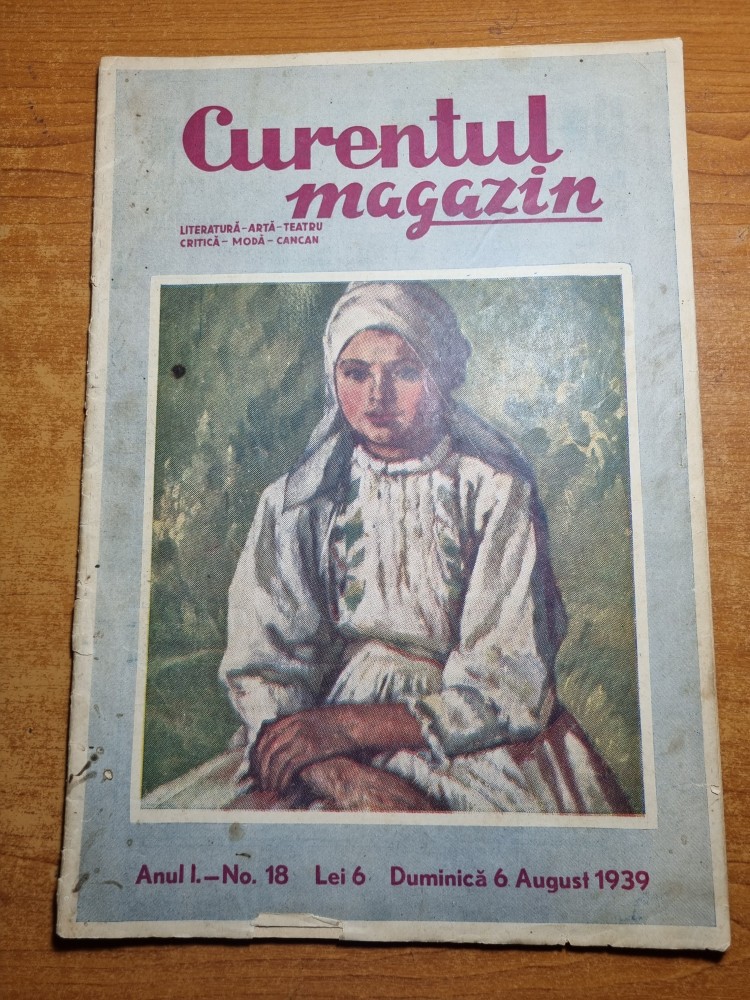 Curentul
magazin
LITERATURĂ-ARTĂ-TEATRU
CRITICĂ-MODĂ-CANCAN
Anul I.-No. 18 Lei 6 Duminică 6 August 1939